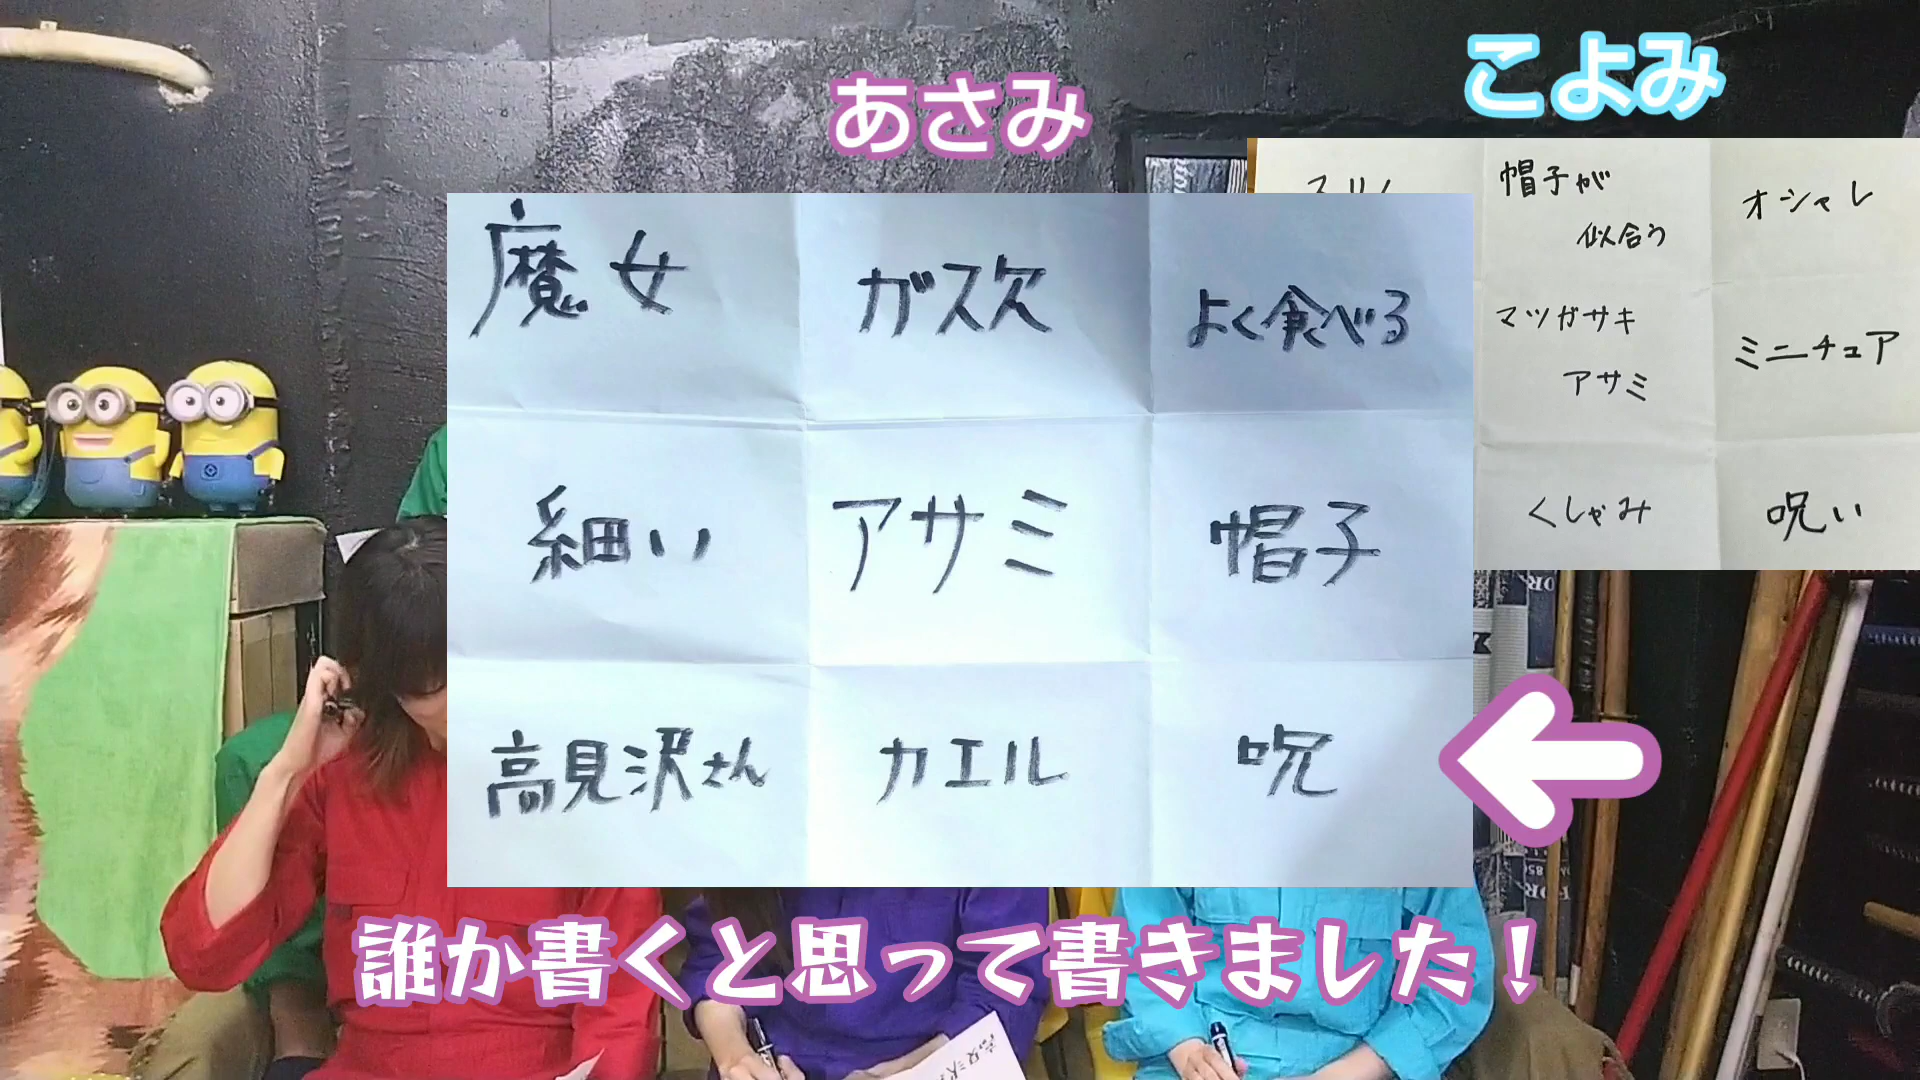 あさみ
こよみ
魔女
ガス欠
よく食べる
細い
アサミ
帽子
高見沢さん
カエル
呪
帽子が
似合う
オシャレ
マツガサキ
アサミ
ミニチュア
くしゃみ
呪い
誰か書くと思って書きました!